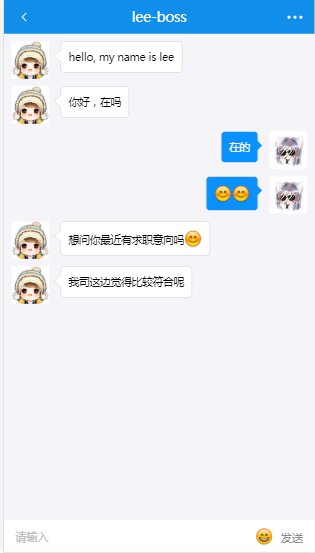 lee-boss
hello, my name is lee
你好，在吗
在的
😊😊
想问你最近有求职意向吗😊
我司这边觉得比较符合呢
请输入
😀 发送